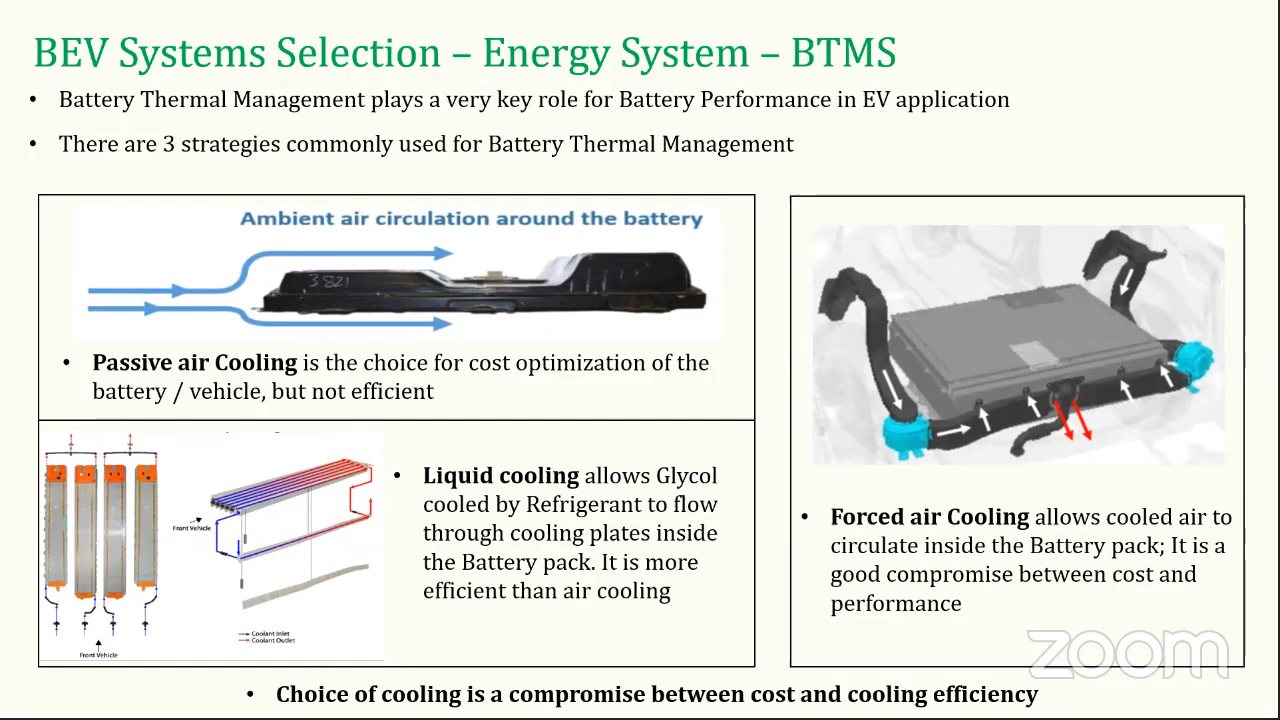 BEV Systems Selection – Energy System – BTMS
• Battery Thermal Management plays a very key role for Battery Performance in EV application
• There are 3 strategies commonly used for Battery Thermal Management
Ambient air circulation around the battery
3821
• Passive air Cooling is the choice for cost optimization of the
battery / vehicle, but not efficient
Front Vehicle
Front Vehicle
Coolant Inlet
Coolant Outlet
• Liquid cooling allows Glycol
cooled by Refrigerant to flow
through cooling plates inside
the Battery pack. It is more
efficient than air cooling
• Forced air Cooling allows cooled air to
circulate inside the Battery pack; It is a
good compromise between cost and
performance
zoom
• Choice of cooling is a compromise between cost and cooling efficiency